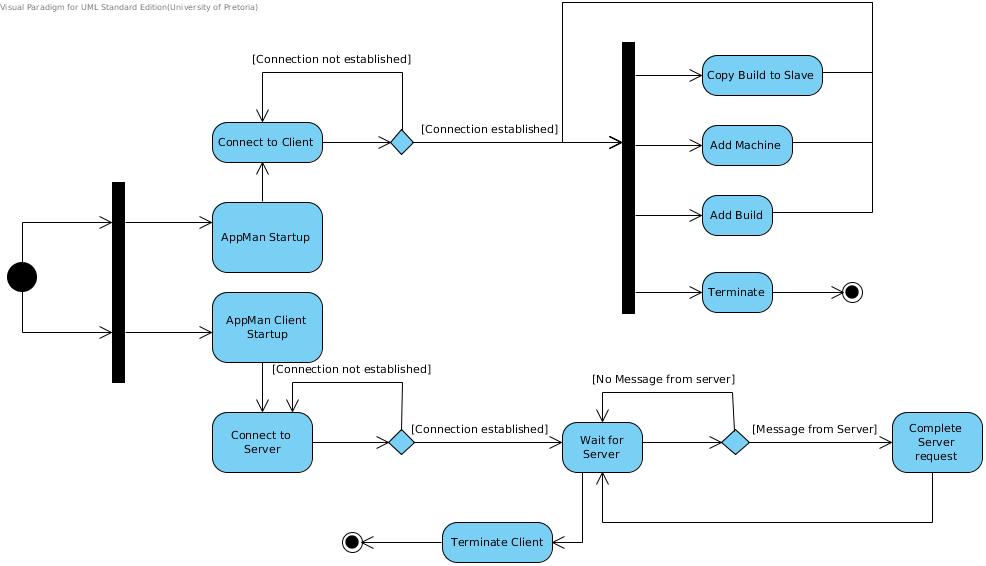 Visual Paradigm for UML Standard Edition(University of Pretoria)
[Connection not established]
Copy Build to Slave
[Connection established]
Connect to Client
Add Machine
Add Build
AppMan Startup
Terminate
AppMan Client
Startup
[Connection not established]
[No Message from server]
[Connection established]
[Message from Server]
Connect to
Server
Wait for
Server
Complete
Server
request
Terminate Client